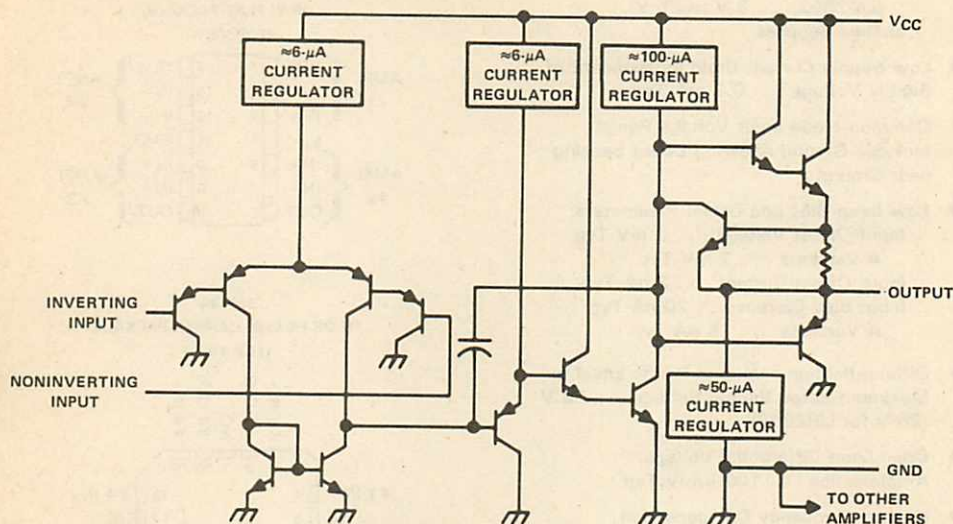 VCC
≈6-μA
CURRENT
REGULATOR
≈6-μA
CURRENT
REGULATOR
≈100-μA
CURRENT
REGULATOR
INVERTING
INPUT
NONINVERTING
INPUT
OUTPUT
≈50-μA
CURRENT
REGULATOR
GND
TO OTHER
AMPLIFIERS